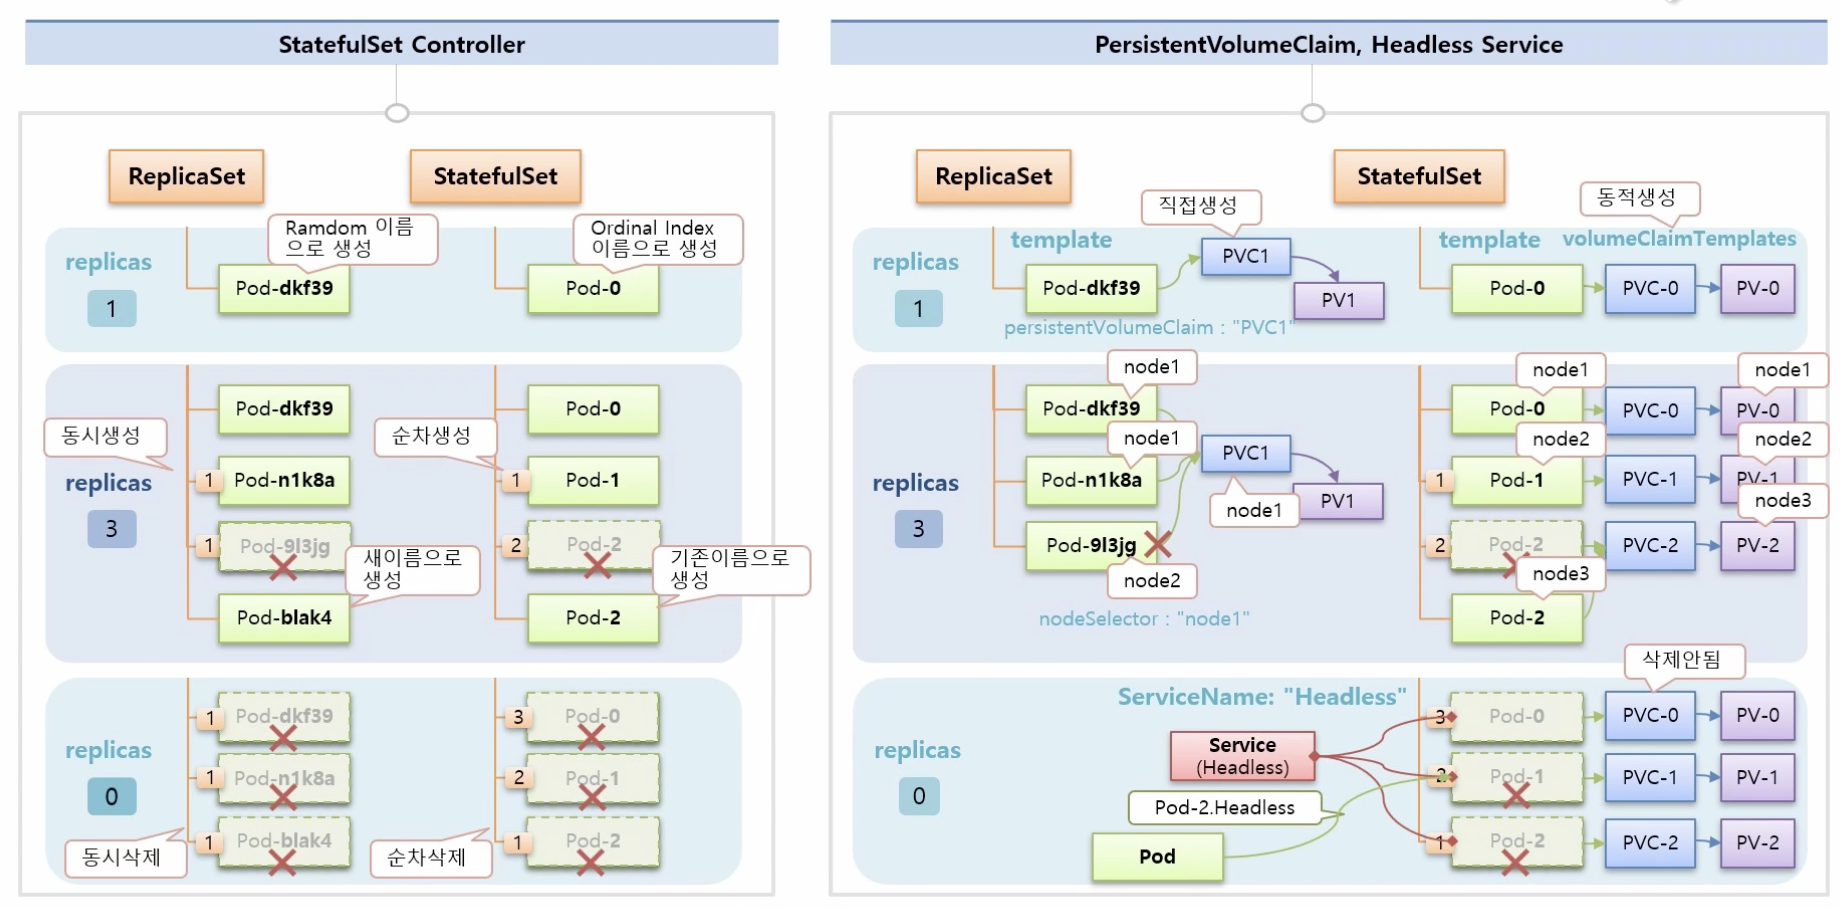 StatefulSet Controller
ReplicaSet
StatefulSet
replicas
1
Ramdom 이름
으로 생성
Pod-dkf39
Ordinal Index
이름으로 생성
Pod-0
replicas
3
동시생성
Pod-dkf39
1
Pod-n1k8a
1
Pod-9l3jg
새이름으로
생성
Pod-blak4
순차생성
Pod-0
1
Pod-1
2
Pod-2
기존이름으로
생성
Pod-2
replicas
0
1
Pod-dkf39
1
Pod-n1k8a
1
Pod-blak4
동시삭제
3
Pod-0
2
Pod-1
1
Pod-2
순차삭제
PersistentVolumeClaim, Headless Service
ReplicaSet
StatefulSet
replicas
1
template
Pod-dkf39
직접생성
PVC1
PV1
persistentVolumeClaim : "PVC1"
template
동적생성
volumeClaimTemplates
Pod-0
PVC-0
PV-0
replicas
3
node1
Pod-dkf39
node1
Pod-n1k8a
Pod-9l3jg
node2
PVC1
node1
PV1
nodeSelector : "node1"
node1
Pod-0
PVC-0
node1
PV-0
node2
1
Pod-1
PVC-1
node2
PV-1
2
Pod-2
PVC-2
node3
PV-2
node3
Pod-2
replicas
0
ServiceName: "Headless"
Service
(Headless)
Pod-2.Headless
Pod
삭제안됨
3
Pod-0
PVC-0
PV-0
2
Pod-1
PVC-1
PV-1
1
Pod-2
PVC-2
PV-2